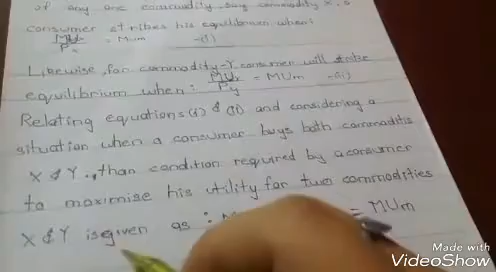 of any one commodity say commodity X, s
consumer strikes his equilibrium when:
MUx/Px = Mum -(i)
Likewise, for commodity-Y, consumer will strike
equilibrium when: MUy/Py = MUm -(ii)
Relating equations (i) & (ii) and considering a
situation when a consumer buys both commodities
X & Y., than condition required by a consumer
to maximise his utility for two commodities
X & Y is given as : = MUm
Made With
VideoShow